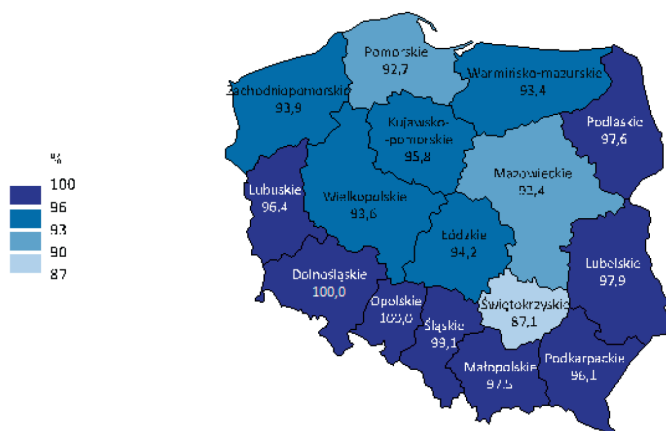 Pomorskie
92,7
Warmińsko-mazurskie
93,4
Zachodniopomorskie
93,9
Podlaskie
97,6
Kujawsko-
-pomorskie
95,8
%
100
96
93
90
87
Mazowieckie
92,4
Lubuskie
96,4
Wielkopolskie
93,6
Łódzkie
94,2
Lubelskie
97,9
Dolnośląskie
100,0
Opolskie
100,0
Śląskie
99,1
Świętokrzyskie
87,1
Małopolskie
97,5
Podkarpackie
96,1